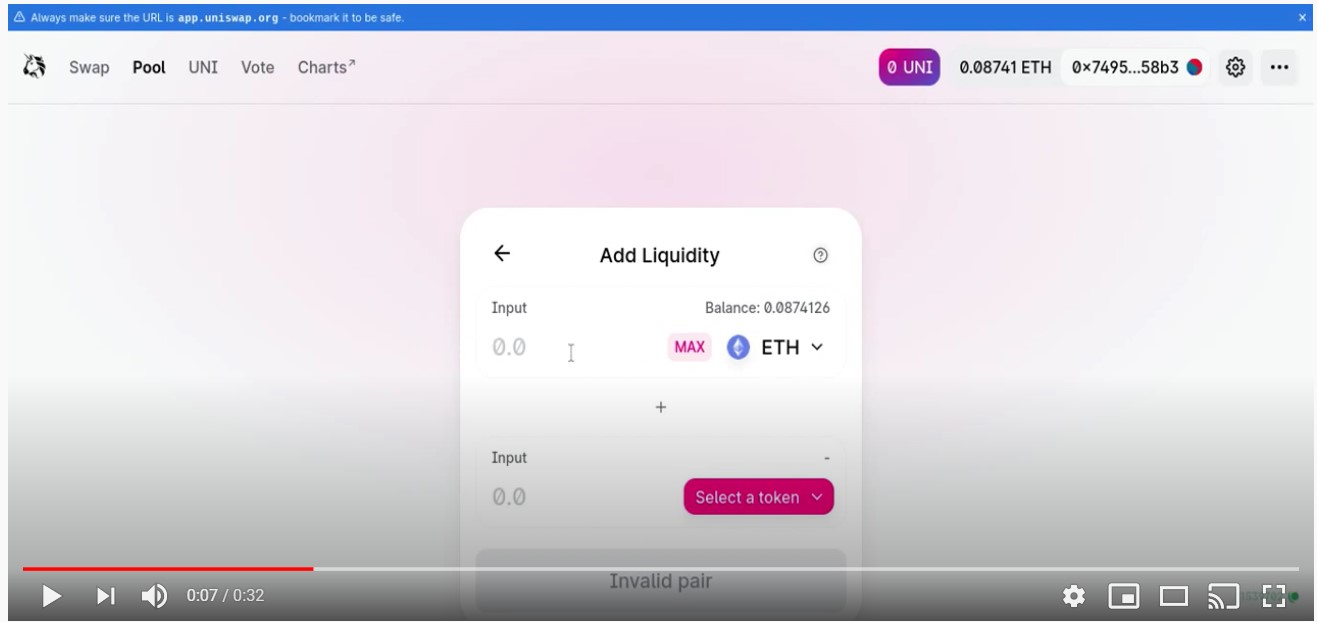 Always make sure the URL is app.uniswap.org - bookmark it to be safe. ×
Swap Pool UNI Vote Charts↗ 0 UNI 0.08741 ETH 0×7495...58b3
Add Liquidity ?
Input Balance: 0.0874126
0.0 MAX ETH
+
Input -
0.0 Select a token
Invalid pair
0:07 / 0:32